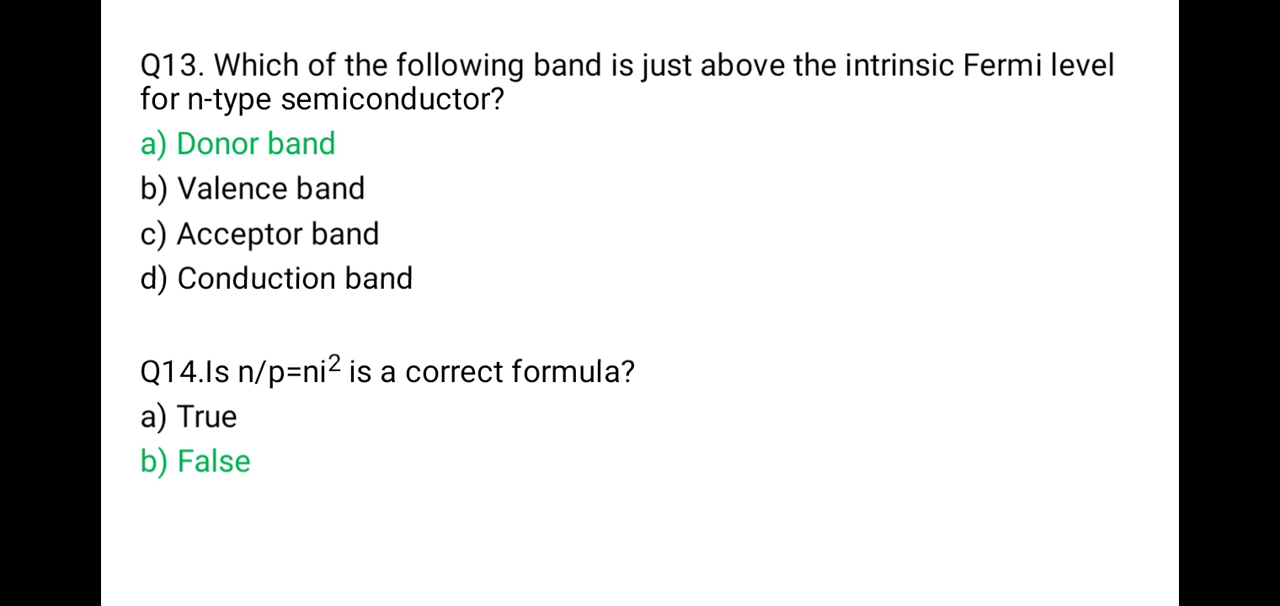 Q13. Which of the following band is just above the intrinsic Fermi level
for n-type semiconductor?
a) Donor band
b) Valence band
c) Acceptor band
d) Conduction band
Q14.Is n/p=ni² is a correct formula?
a) True
b) False